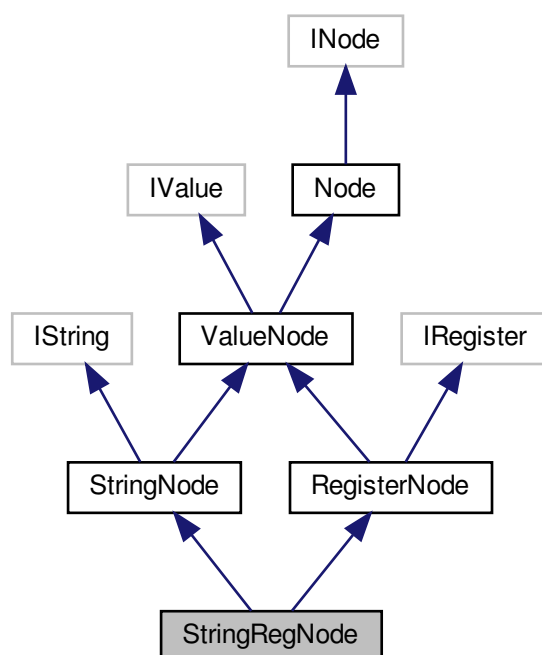 INode
IValue
Node
IString
ValueNode
IRegister
StringNode
RegisterNode
StringRegNode